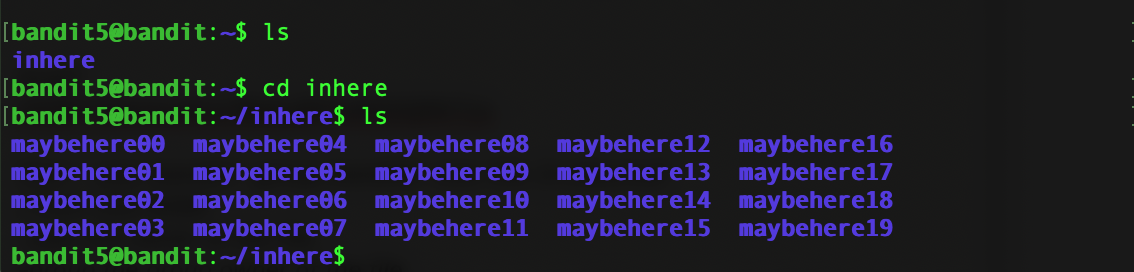 [bandit5@bandit:~$ ls
inhere
[bandit5@bandit:~$ cd inhere
[bandit5@bandit:~/inhere$ ls
maybehere00  maybehere04  maybehere08  maybehere12  maybehere16
maybehere01  maybehere05  maybehere09  maybehere13  maybehere17
maybehere02  maybehere06  maybehere10  maybehere14  maybehere18
maybehere03  maybehere07  maybehere11  maybehere15  maybehere19
bandit5@bandit:~/inhere$